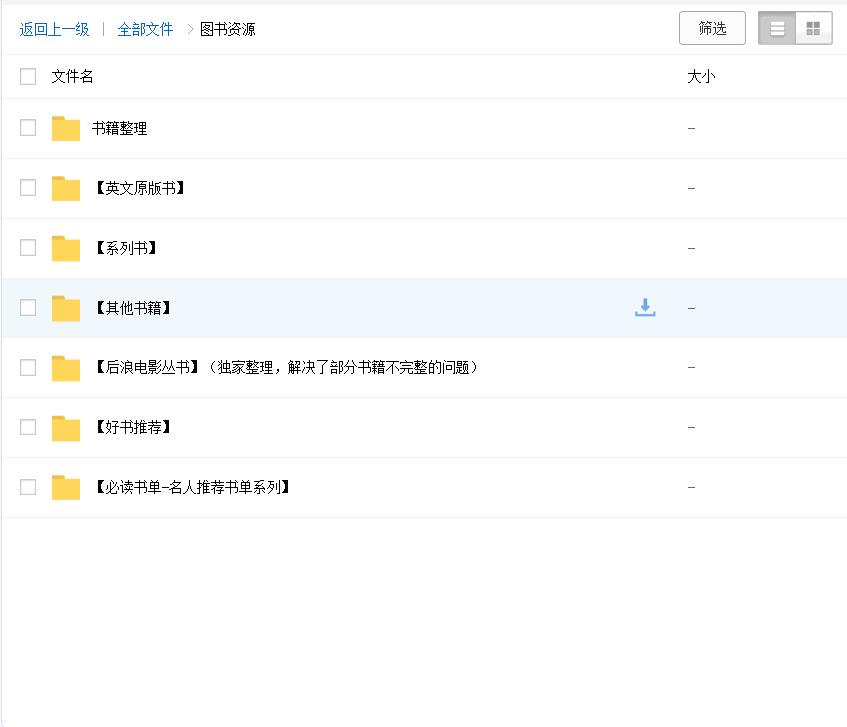 返回上一级 | 全部文件 > 图书资源 筛选
文件名 大小
书籍整理 –
【英文原版书】 –
【系列书】 –
【其他书籍】 –
【后浪电影丛书】（独家整理，解决了部分书籍不完整的问题） –
【好书推荐】 –
【必读书单-名人推荐书单系列】 –